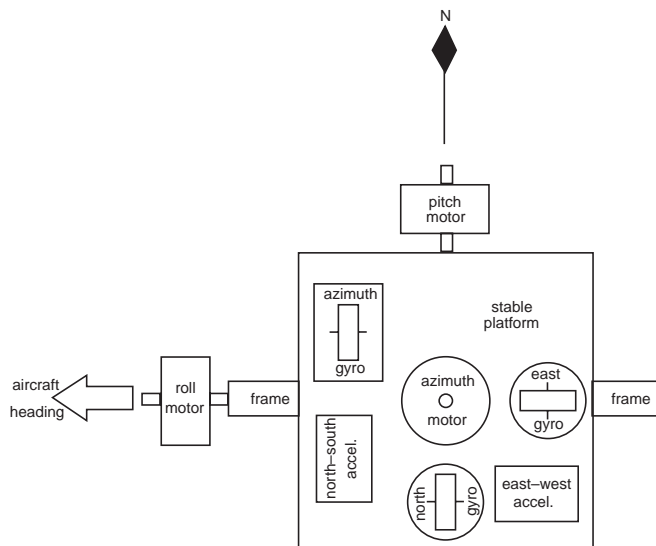 N
pitch
motor
azimuth
gyro
stable
platform
aircraft
heading
roll
motor
frame
azimuth
motor
east
gyro
frame
north–south
accel.
north
gyro
east–west
accel.